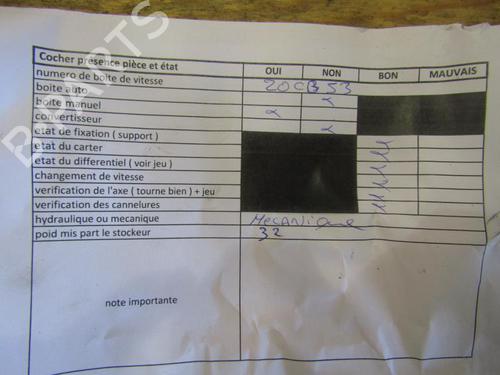 Cocher présence pièce et état OUI NON BON MAUVAIS
numero de boite de vitesse 20CB53
boite auto
boite manuel
convertisseur
etat de fixation ( support )
etat du carter
etat du differentiel ( voir jeu )
changement de vitesse
verification de l'axe ( tourne bien ) + jeu
verification des cannelures
hydraulique ou mecanique Mecanique
poid mis part le stockeur 32
note importante